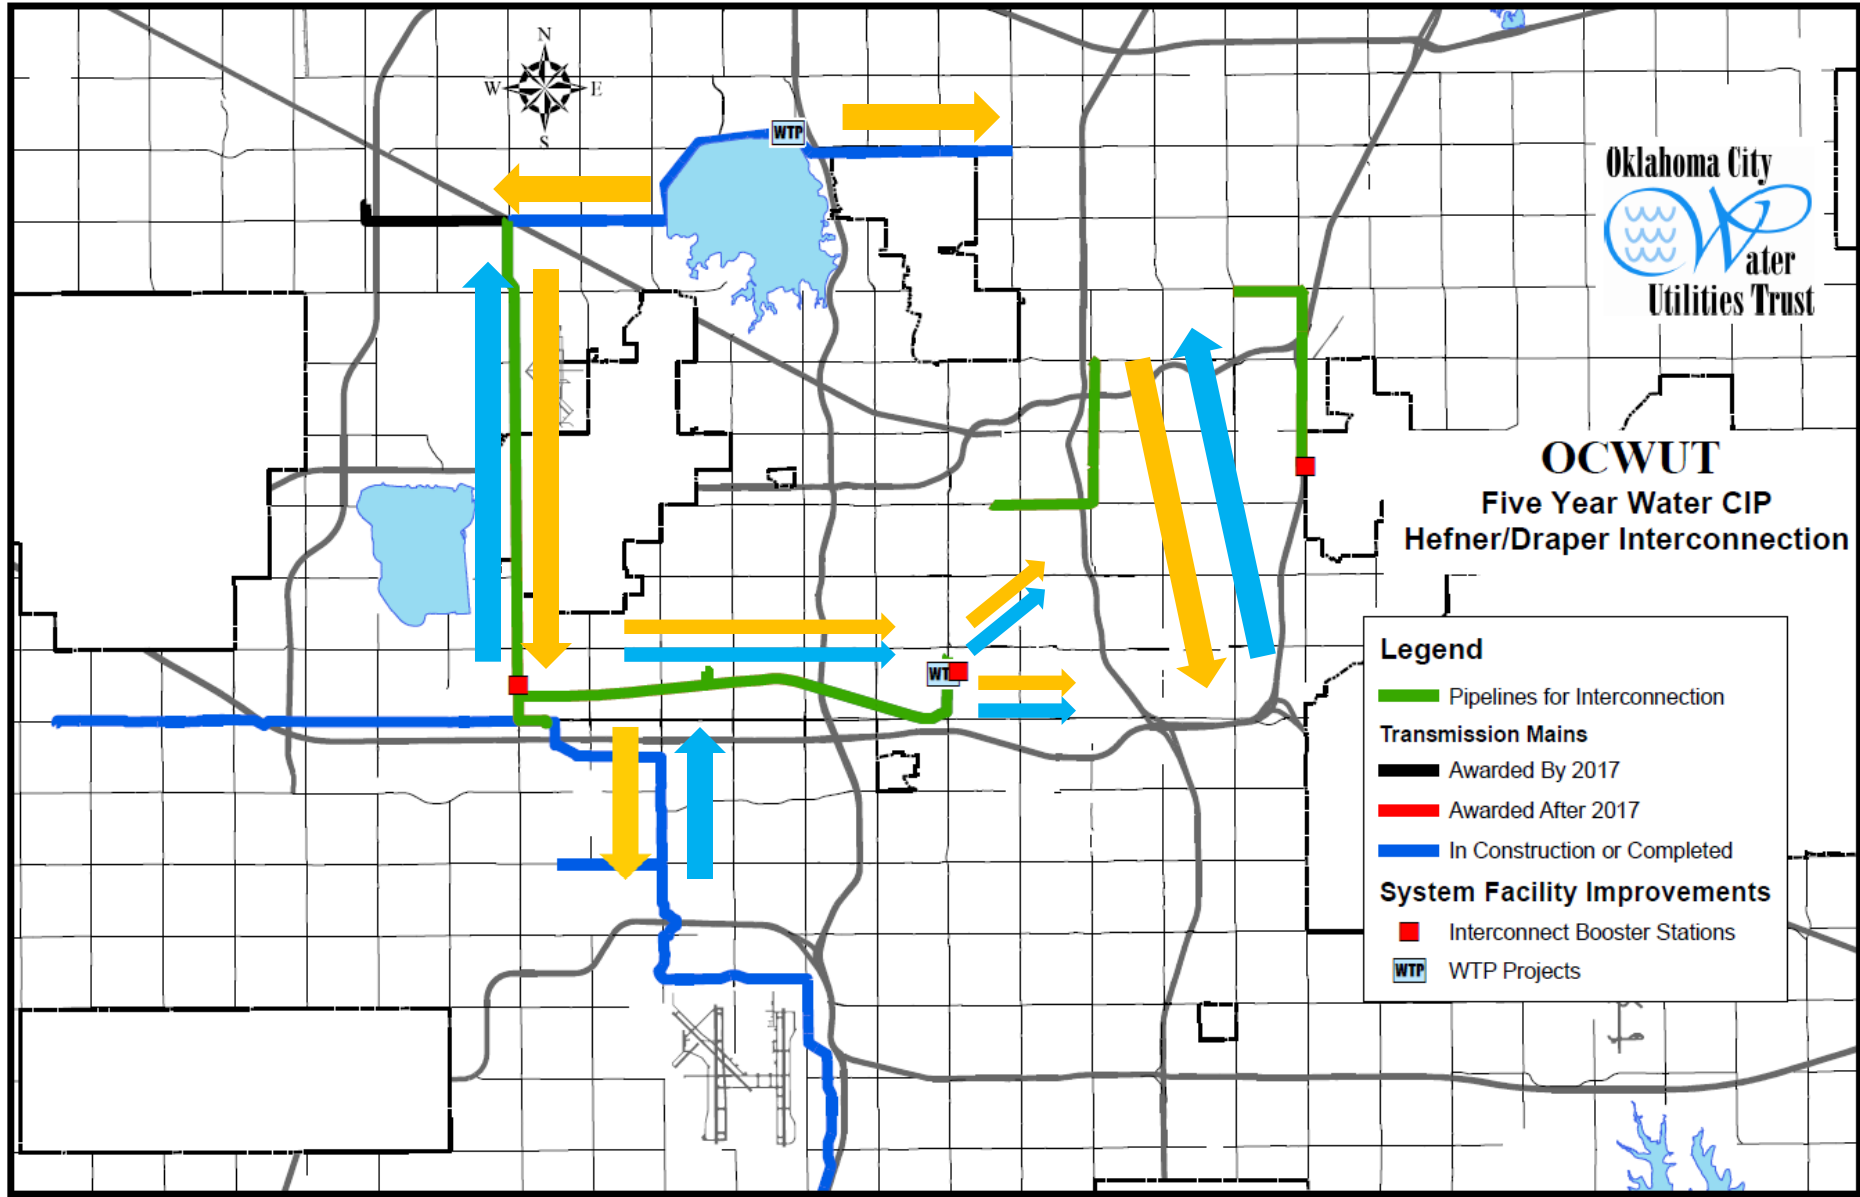 N
W
E
S
WTP
Oklahoma City
Water
Utilities Trust
OCWUT
Five Year Water CIP
Hefner/Draper Interconnection
WT
Legend
Pipelines for Interconnection
Transmission Mains
Awarded By 2017
Awarded After 2017
In Construction or Completed
System Facility Improvements
Interconnect Booster Stations
WTP
WTP Projects